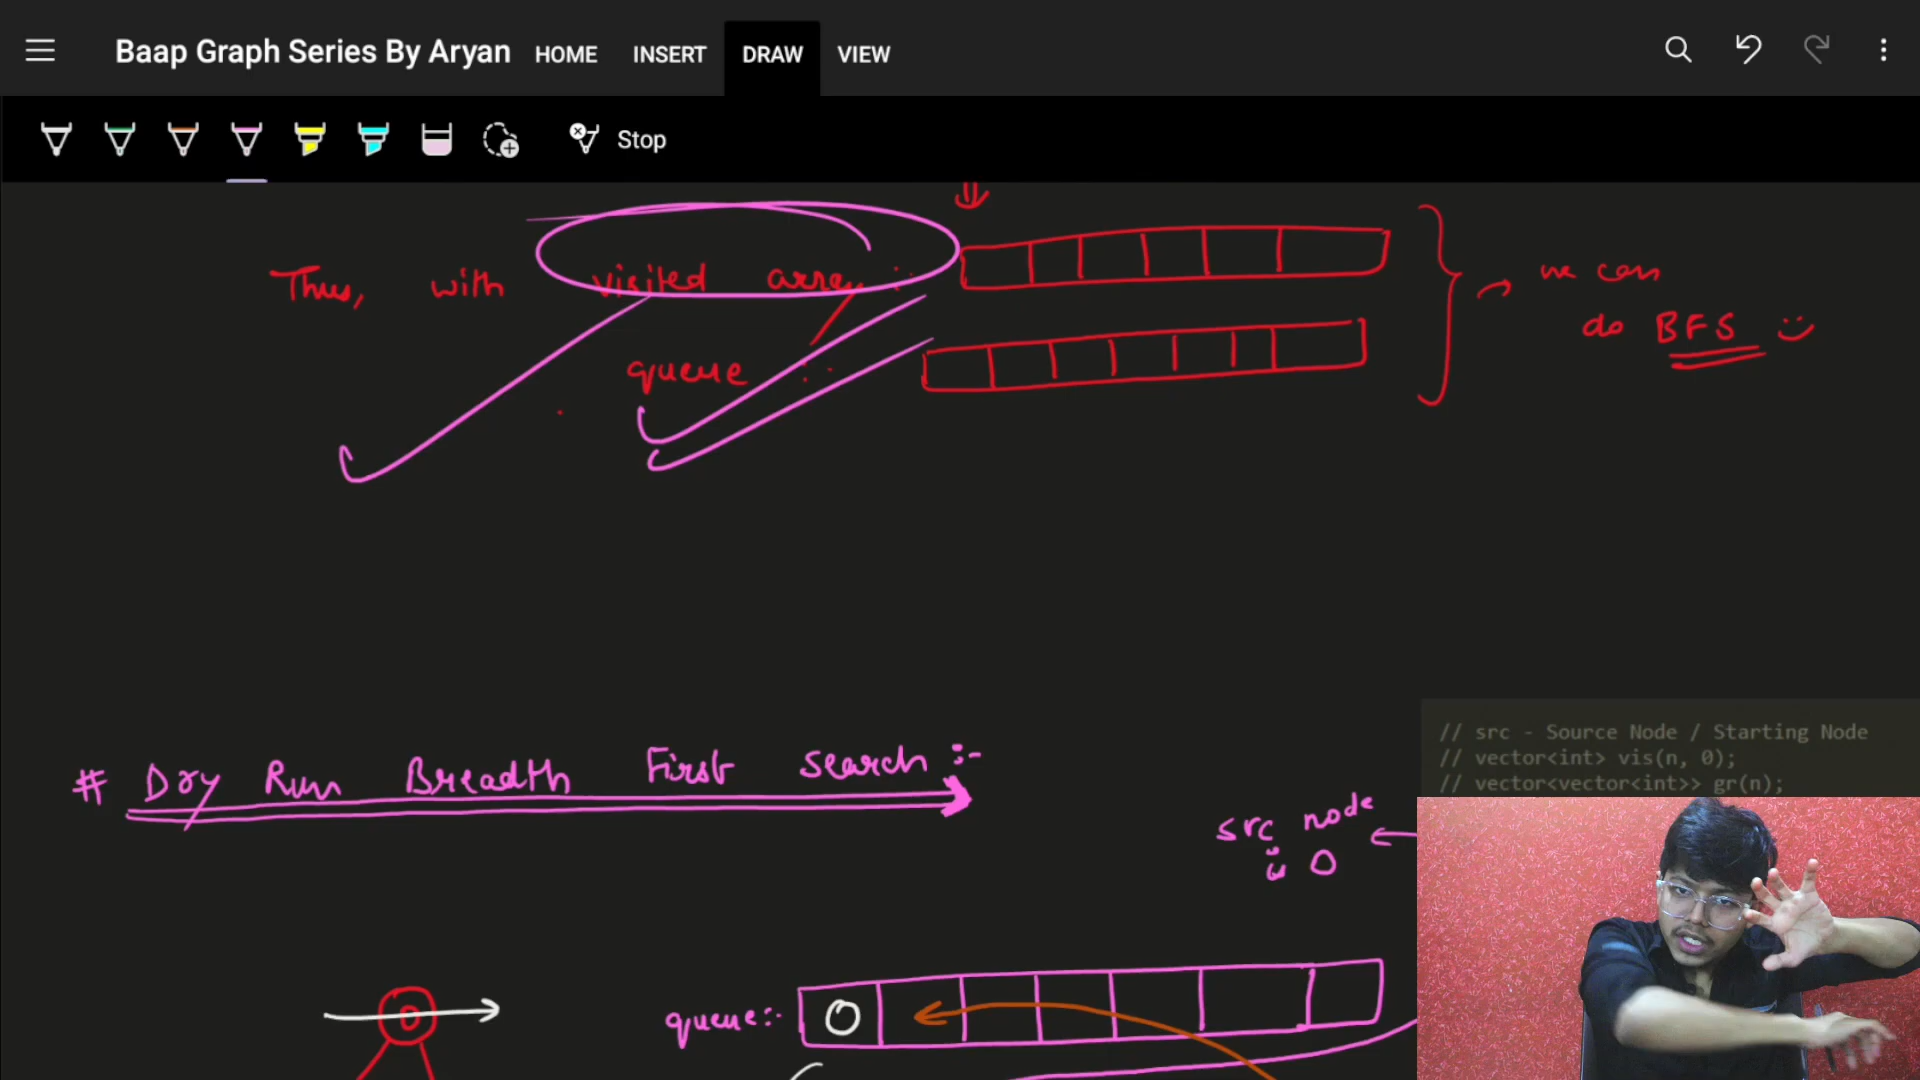 Baap Graph Series By Aryan HOME INSERT DRAW VIEW
Stop
Thus, with visited array :-
we can
do BFS
queue :-
// src - Source Node / Starting Node
// vector<int> vis(n, 0);
// vector<vector<int>> gr(n);
# Dry Run Breadth First Search :-
src node
0
queue:- 0
0